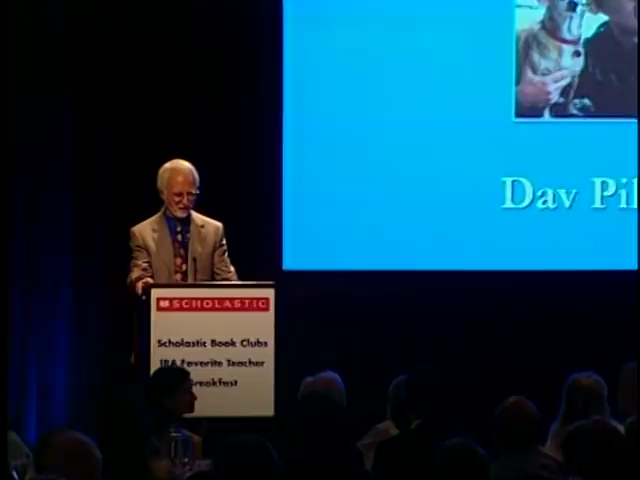 Dav Pil
SCHOLASTIC
Scholastic Book Clubs
IRA Favorite Teacher
Breakfast